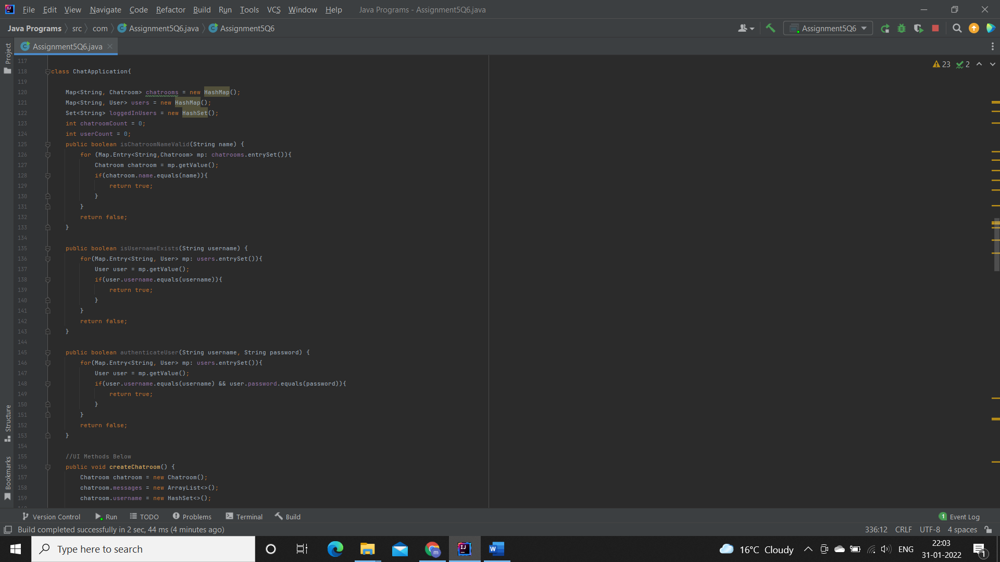 File Edit View Navigate Code Refactor Build Run Tools VCS Window Help Java Programs - Assignment5Q6.java
Java Programs src com Assignment5Q6.java Assignment5Q6 Assignment5Q6
Project
Assignment5Q6.java
23 2
117
118 class ChatApplication{
119
120 Map<String, Chatroom> chatrooms = new HashMap();
121 Map<String, User> users = new HashMap();
122 Set<String> loggedInUsers = new HashSet();
123 int chatroomCount = 0;
124 int userCount = 0;
125 public boolean isChatroomNameValid(String name) {
126 for (Map.Entry<String,Chatroom> mp: chatrooms.entrySet()){
127 Chatroom chatroom = mp.getValue();
128 if(chatroom.name.equals(name)){
129 return true;
130 }
131 }
132 return false;
133 }
134
135 public boolean isUsernameExists(String username) {
136 for(Map.Entry<String, User> mp: users.entrySet()){
137 User user = mp.getValue();
138 if(user.username.equals(username)){
139 return true;
140 }
141 }
142 return false;
143 }
144
145 public boolean authenticateUser(String username, String password) {
146 for(Map.Entry<String, User> mp: users.entrySet()){
147 User user = mp.getValue();
148 if(user.username.equals(username) && user.password.equals(password)){
149 return true;
150 }
151 }
152 return false;
153 }
154
155 //UI Methods Below
156 public void createChatroom() {
157 Chatroom chatroom = new Chatroom();
158 chatroom.messages = new ArrayList<>();
159 chatroom.username = new HashSet<>();
Structure
Bookmarks
Version Control Run TODO Problems Terminal Build 1 Event Log
Build completed successfully in 2 sec, 44 ms (4 minutes ago) 336:12 CRLF UTF-8 4 spaces
Type here to search 16°C Cloudy ENG 22:03
31-01-2022 1